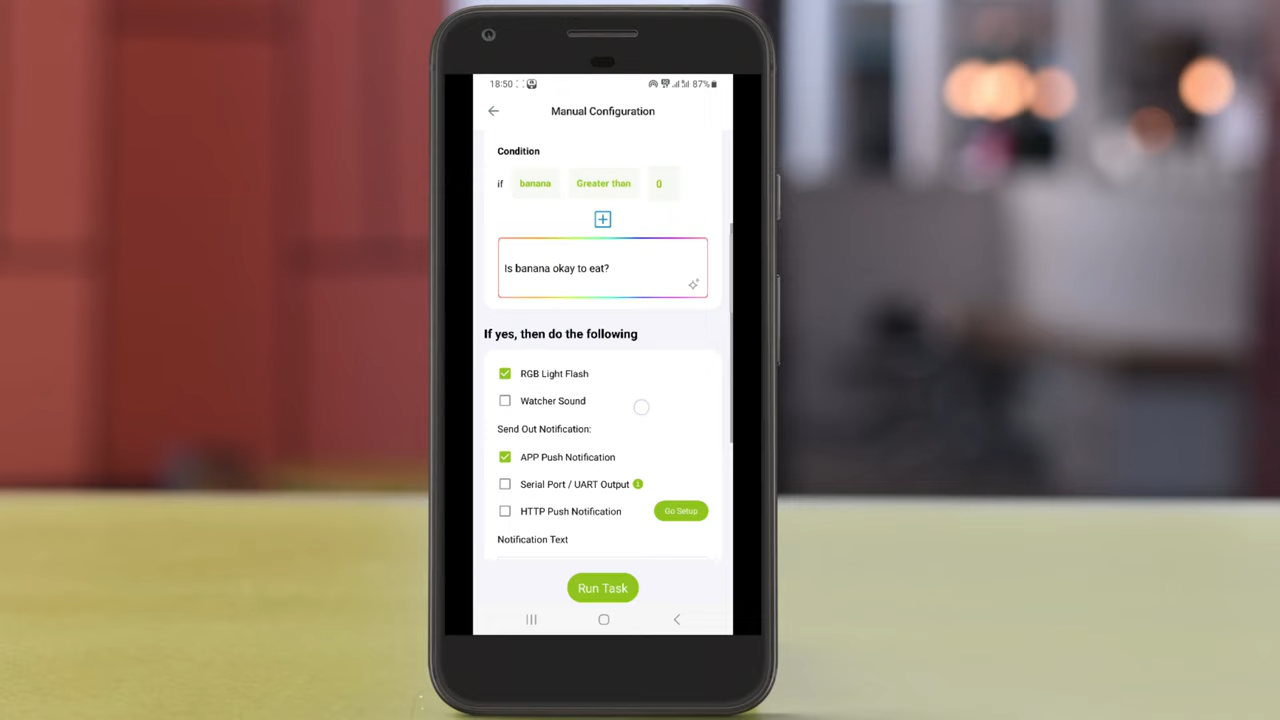 18:50 87%
Manual Configuration
Condition
if banana Greater than 0
Is banana okay to eat?
If yes, then do the following
RGB Light Flash
Watcher Sound
Send Out Notification:
APP Push Notification
Serial Port / UART Output
HTTP Push Notification Go Setup
Notification Text
Run Task